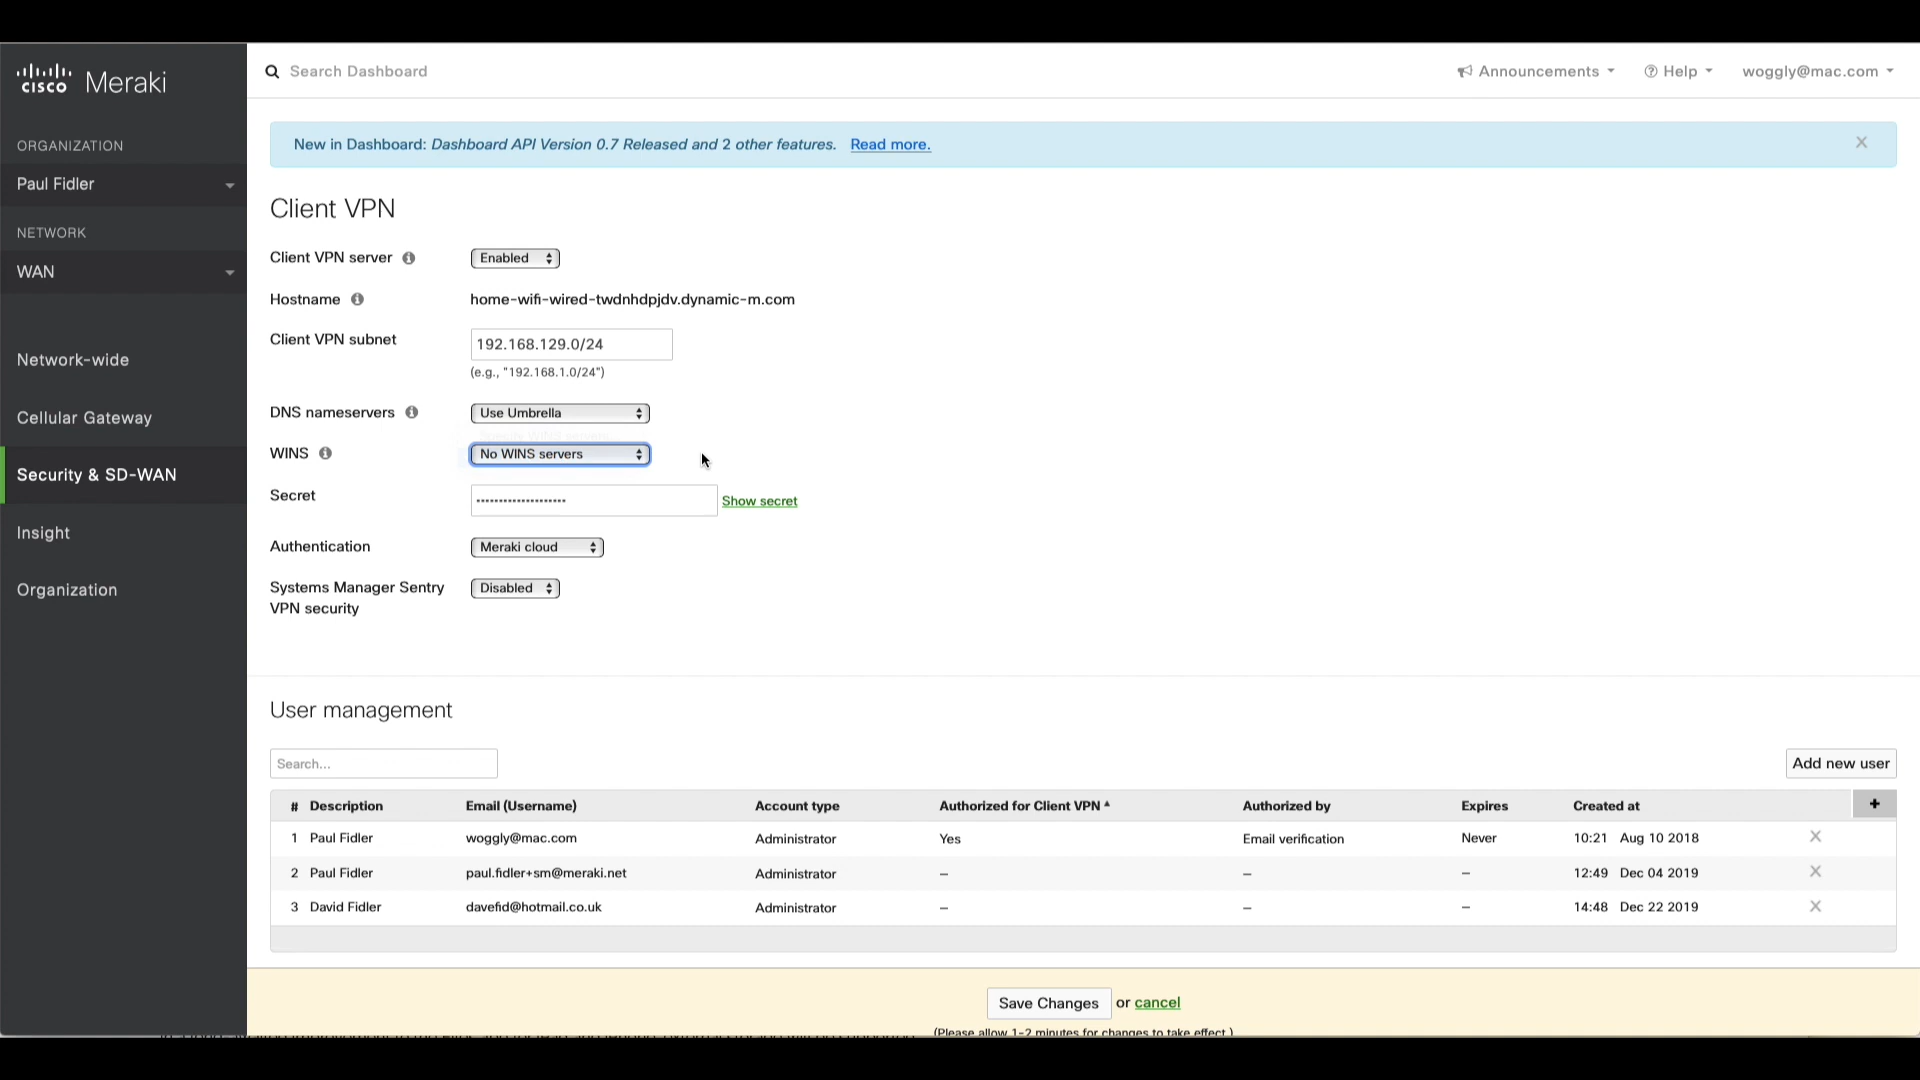 cisco Meraki
Search Dashboard
Announcements
Help
woggly@mac.com
ORGANIZATION
Paul Fidler
NETWORK
WAN
Network-wide
Cellular Gateway
Security & SD-WAN
Insight
Organization
New in Dashboard: Dashboard API Version 0.7 Released and 2 other features. Read more.
Client VPN
Client VPN server Enabled
Hostname home-wifi-wired-twdnhdpjdv.dynamic-m.com
Client VPN subnet 192.168.129.0/24
(e.g., "192.168.1.0/24")
DNS nameservers Use Umbrella
WINS No WINS servers
Secret Show secret
Authentication Meraki cloud
Systems Manager Sentry Disabled
VPN security
User management
Search...
Add new user
# Description Email (Username) Account type Authorized for Client VPN Authorized by Expires Created at +
1 Paul Fidler woggly@mac.com Administrator Yes Email verification Never 10:21 Aug 10 2018
2 Paul Fidler paul.fidler+sm@meraki.net Administrator – – – 12:49 Dec 04 2019
3 David Fidler davefid@hotmail.co.uk Administrator – – – 14:48 Dec 22 2019
Save Changes or cancel
(Please allow 1-2 minutes for changes to take effect.)